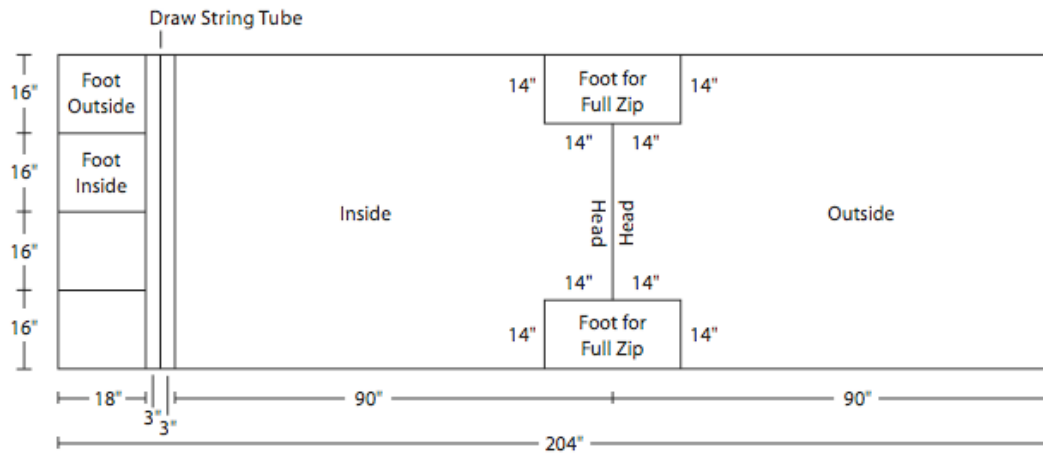 Draw String Tube
16"
Foot
Outside
14"
Foot for
Full Zip
14"
16"
Foot
Inside
14"
14"
Inside
Head
Head
Outside
16"
14"
14"
16"
14"
Foot for
Full Zip
14"
18"
3"
3"
90"
90"
204"